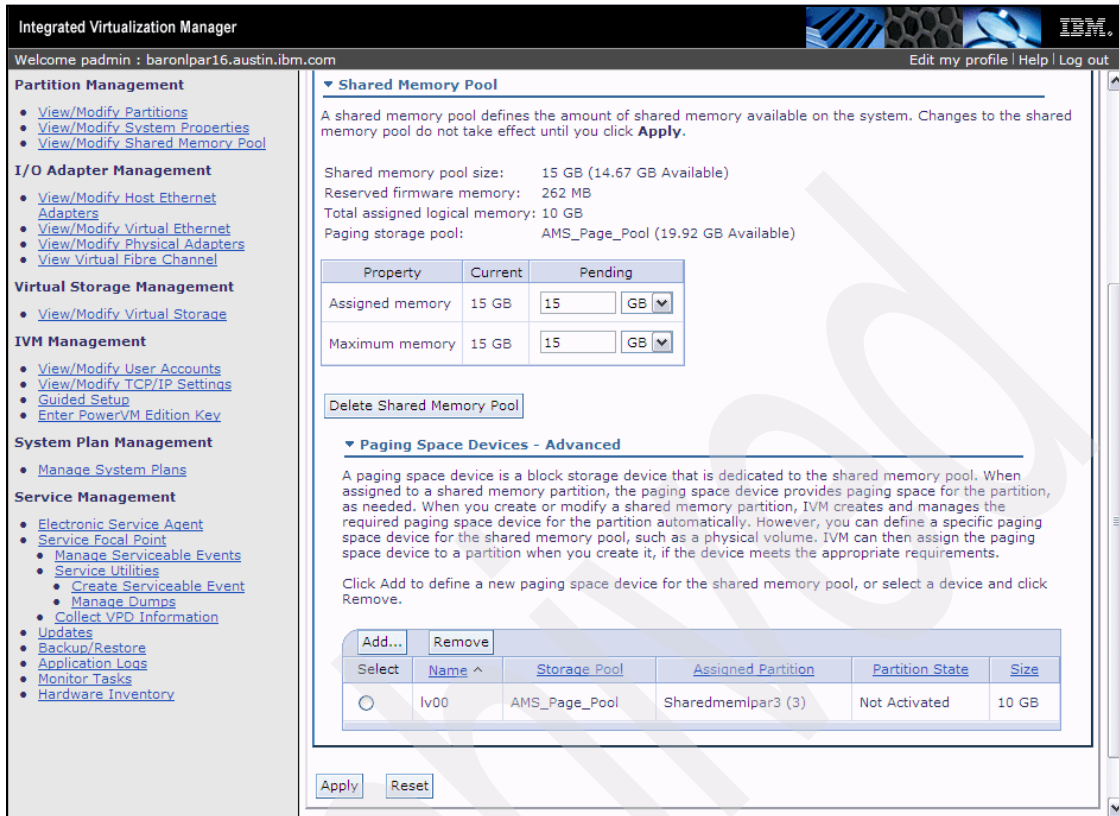 Integrated Virtualization Manager
IBM.
Welcome padmin : baronlpar16.austin.ibm.com
Edit my profile | Help | Log out
Partition Management
View/Modify Partitions
View/Modify System Properties
View/Modify Shared Memory Pool
I/O Adapter Management
View/Modify Host Ethernet
Adapters
View/Modify Virtual Ethernet
View/Modify Physical Adapters
View Virtual Fibre Channel
Virtual Storage Management
View/Modify Virtual Storage
IVM Management
View/Modify User Accounts
View/Modify TCP/IP Settings
Guided Setup
Enter PowerVM Edition Key
System Plan Management
Manage System Plans
Service Management
Electronic Service Agent
Service Focal Point
Manage Serviceable Events
Service Utilities
Create Serviceable Event
Manage Dumps
Collect VPD Information
Updates
Backup/Restore
Application Logs
Monitor Tasks
Hardware Inventory
Shared Memory Pool
A shared memory pool defines the amount of shared memory available on the system. Changes to the shared
memory pool do not take effect until you click Apply.
Shared memory pool size: 15 GB (14.67 GB Available)
Reserved firmware memory: 262 MB
Total assigned logical memory: 10 GB
Paging storage pool: AMS_Page_Pool (19.92 GB Available)
Property Current Pending
Assigned memory 15 GB 15 GB
Maximum memory 15 GB 15 GB
Delete Shared Memory Pool
Paging Space Devices - Advanced
A paging space device is a block storage device that is dedicated to the shared memory pool. When
assigned to a shared memory partition, the paging space device provides paging space for the partition,
as needed. When you create or modify a shared memory partition, IVM creates and manages the
required paging space device for the partition automatically. However, you can define a specific paging
space device for the shared memory pool, such as a physical volume. IVM can then assign the paging
space device to a partition when you create it, if the device meets the appropriate requirements.
Click Add to define a new paging space device for the shared memory pool, or select a device and click
Remove.
Add... Remove
Select Name ^ Storage Pool Assigned Partition Partition State Size
lv00 AMS_Page_Pool Sharedmemlpar3 (3) Not Activated 10 GB
Apply Reset